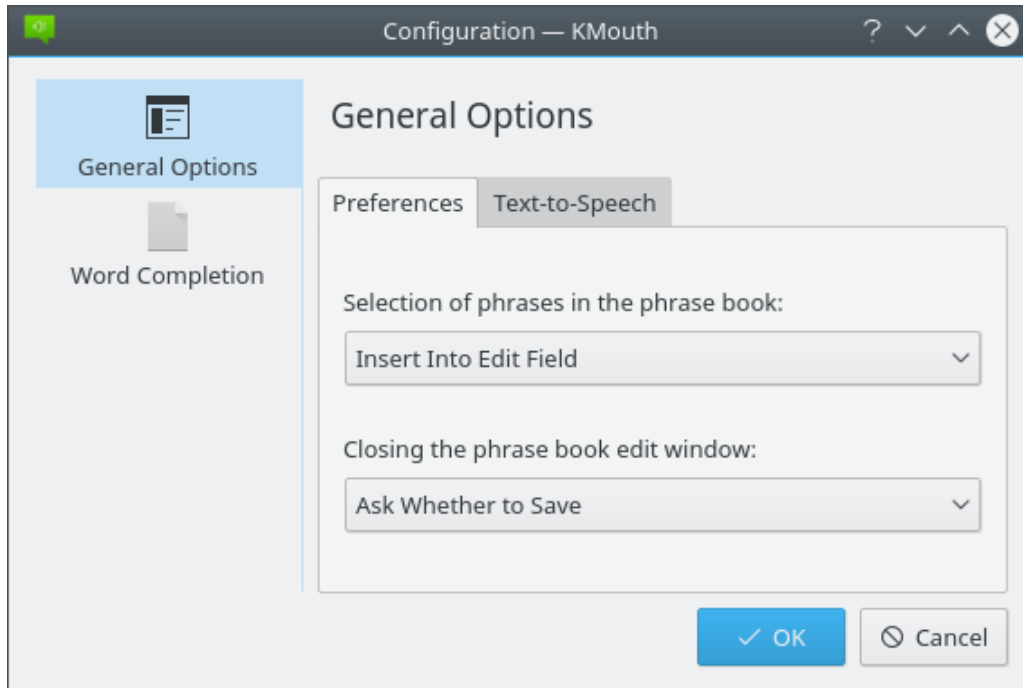 Configuration — KMouth
General Options
Word Completion
General Options
Preferences
Text-to-Speech
Selection of phrases in the phrase book:
Insert Into Edit Field
Closing the phrase book edit window:
Ask Whether to Save
OK
Cancel